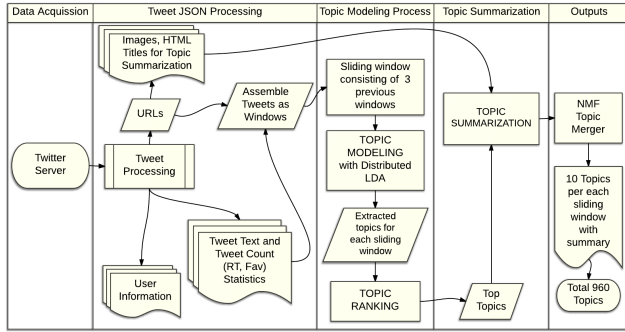 Data Acquission
Tweet JSON Processing
Topic Modeling Process
Topic Summarization
Outputs
Images, HTML
Titles for Topic
Summarization
URLs
Assemble
Tweets as
Windows
Twitter
Server
Tweet
Processing
User
Information
Tweet Text and
Tweet Count
(RT, Fav)
Statistics
Sliding window
consisting of 3
previous
windows
TOPIC
MODELING
with Distributed
LDA
Extracted
topics for
each sliding
window
TOPIC
RANKING
TOPIC
SUMMARIZATION
Top
Topics
NMF
Topic
Merger
10 Topics
per each
sliding
window
with
summary
Total 960
Topics